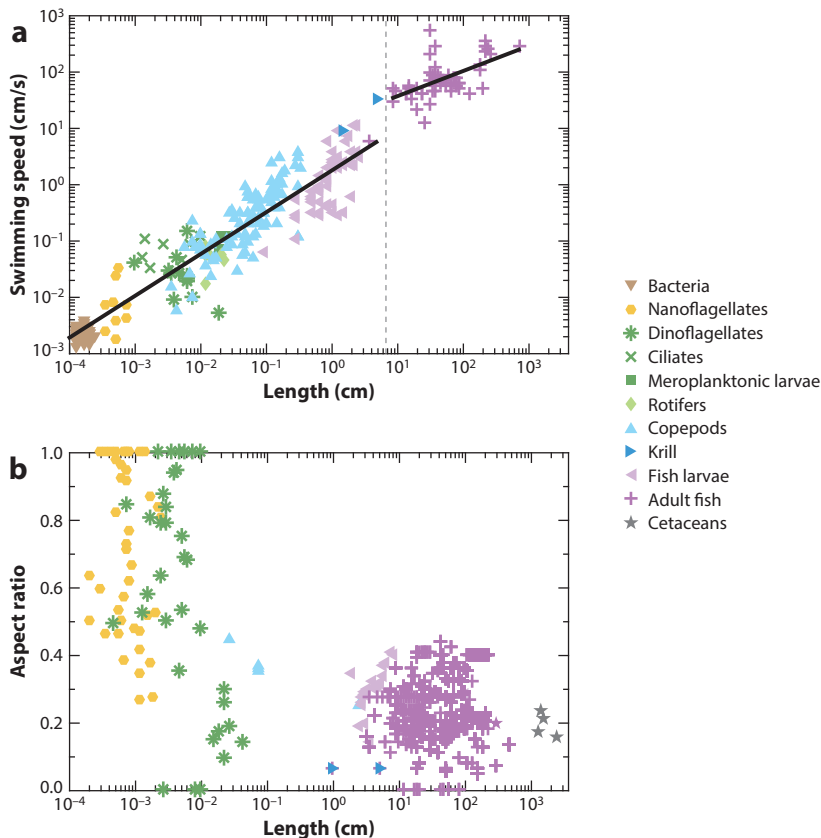 a
Swimming speed (cm/s)
10³
10²
10¹
10⁰
10⁻¹
10⁻²
10⁻³
10⁻⁴ 10⁻³ 10⁻² 10⁻¹ 10⁰ 10¹ 10² 10³
Length (cm)
Bacteria
Nanoflagellates
Dinoflagellates
Ciliates
Meroplanktonic larvae
Rotifers
Copepods
Krill
Fish larvae
Adult fish
Cetaceans
b
Aspect ratio
1.0
0.8
0.6
0.4
0.2
0.0
10⁻⁴ 10⁻³ 10⁻² 10⁻¹ 10⁰ 10¹ 10² 10³
Length (cm)